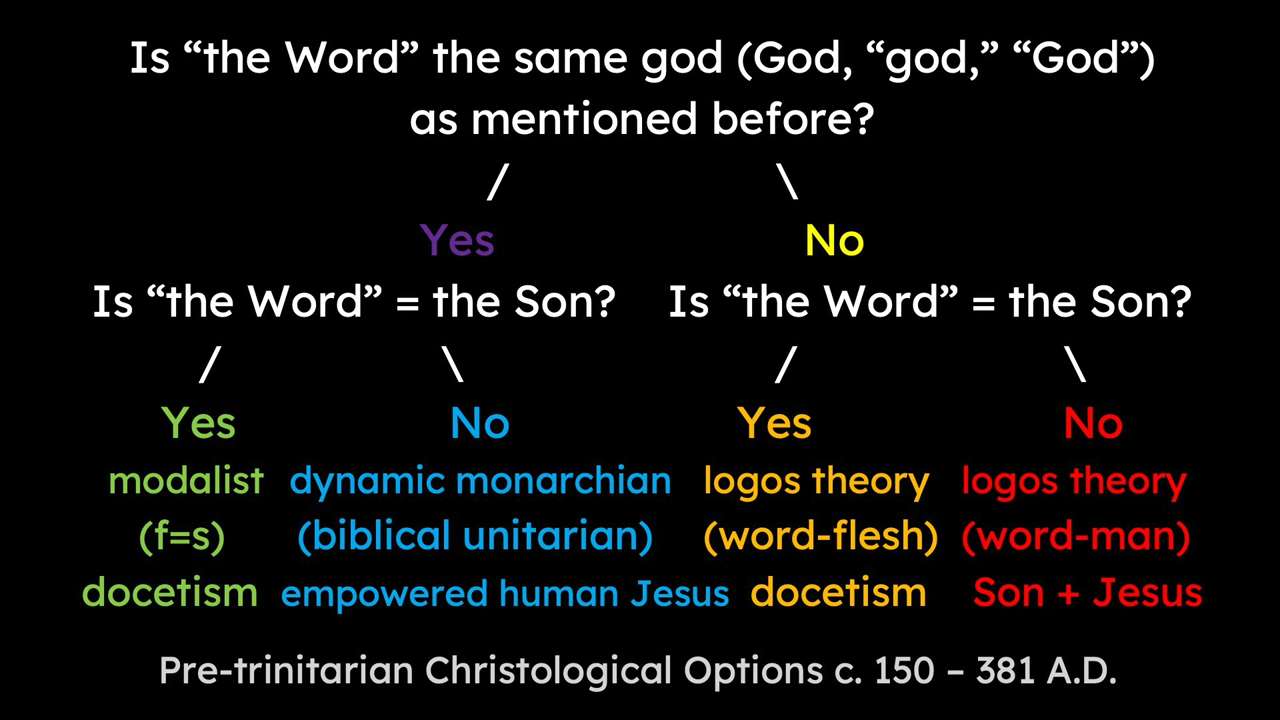 Is “the Word” the same god (God, “god,” “God”)
as mentioned before?
/ \
Yes No
Is “the Word” = the Son? Is “the Word” = the Son?
/ \ / \
Yes No Yes No
modalist dynamic monarchian logos theory logos theory
(f=s) (biblical unitarian) (word-flesh) (word-man)
docetism empowered human Jesus docetism Son + Jesus
Pre-trinitarian Christological Options c. 150 – 381 A.D.